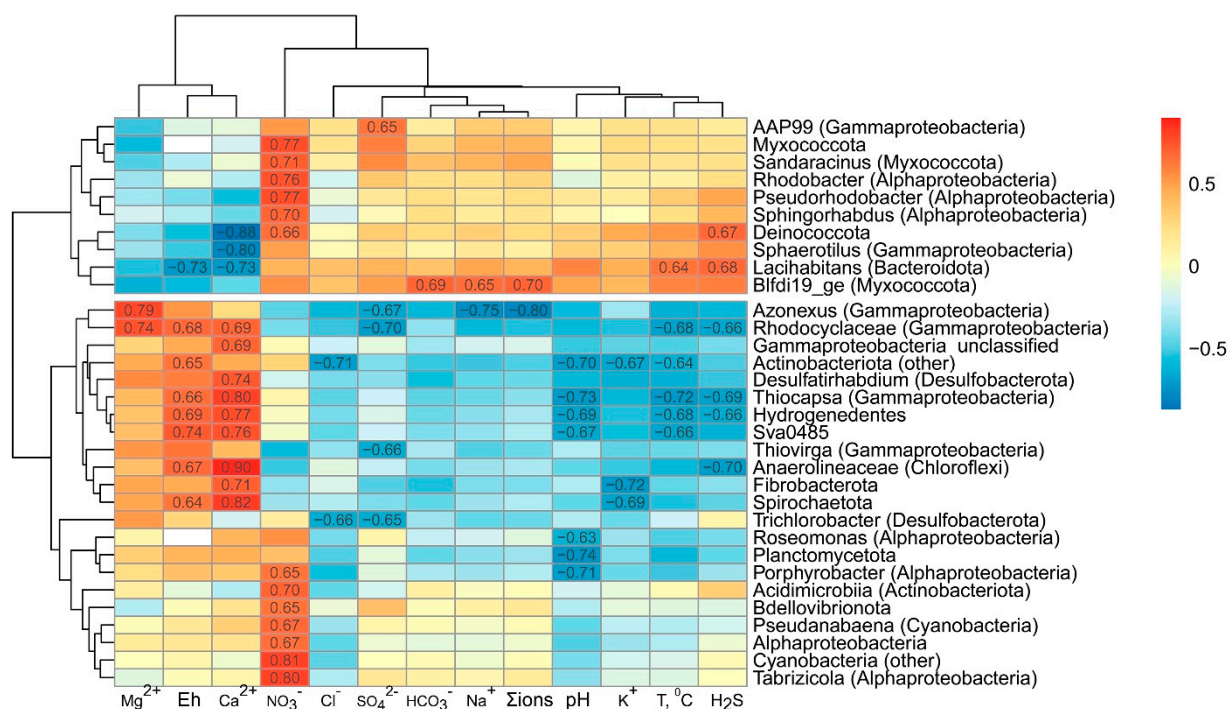 0.65 AAP99 (Gammaproteobacteria)
0.77 Myxococcota
0.71 Sandaracinus (Myxococcota)
0.76 Rhodobacter (Alphaproteobacteria)
0.77 Pseudorhodobacter (Alphaproteobacteria)
0.70 Sphingorhabdus (Alphaproteobacteria)
−0.88 0.66 0.67 Deinococcota
−0.80 Sphaerotilus (Gammaproteobacteria)
−0.73 −0.73 0.64 0.68 Lacihabitans (Bacteroidota)
0.69 0.65 0.70 Blfdi19_ge (Myxococcota)
0.79 −0.67 −0.75 −0.80 Azonexus (Gammaproteobacteria)
0.74 0.68 0.69 −0.70 −0.68 −0.66 Rhodocyclaceae (Gammaproteobacteria)
0.69 Gammaproteobacteria unclassified
0.65 −0.71 −0.70 −0.67 −0.64 Actinobacteriota (other)
0.74 Desulfatirhabdium (Desulfobacterota)
0.66 0.80 −0.73 −0.72 −0.69 Thiocapsa (Gammaproteobacteria)
0.69 0.77 −0.69 −0.68 −0.66 Hydrogenedentes
0.74 0.76 −0.67 −0.66 Sva0485
−0.66 Thiovirga (Gammaproteobacteria)
0.67 0.90 −0.70 Anaerolineaceae (Chloroflexi)
0.71 −0.72 Fibrobacterota
0.64 0.82 −0.69 Spirochaetota
−0.66 −0.65 Trichlorobacter (Desulfobacterota)
−0.63 Roseomonas (Alphaproteobacteria)
−0.74 Planctomycetota
0.65 −0.71 Porphyrobacter (Alphaproteobacteria)
0.70 Acidimicrobiia (Actinobacteriota)
0.65 Bdellovibrionota
0.67 Pseudanabaena (Cyanobacteria)
0.67 Alphaproteobacteria
0.81 Cyanobacteria (other)
0.80 Tabrizicola (Alphaproteobacteria)
Mg²⁺ Eh Ca²⁺ NO₃⁻ Cl⁻ SO₄²⁻ HCO₃⁻ Na⁺ Σions pH K⁺ T, ⁰C H₂S
0.5
0
−0.5